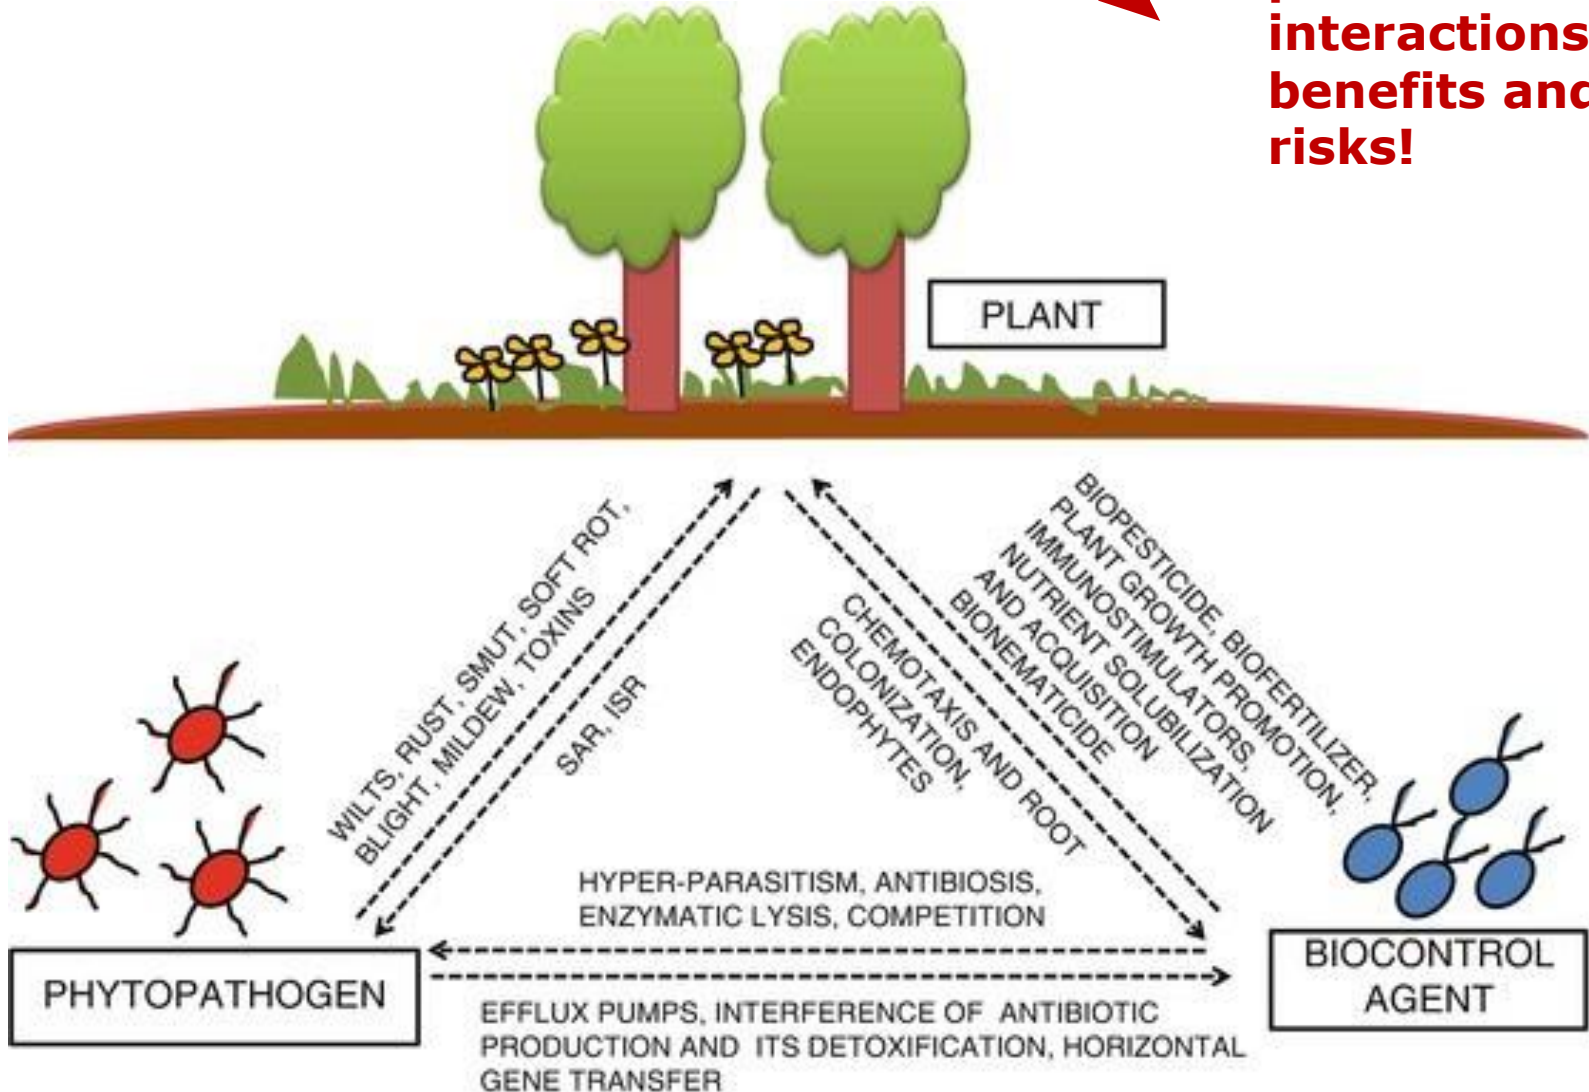 interactions
benefits and
risks!
PLANT
WILTS, RUST, SMUT, SOFT ROT,
BLIGHT, MILDEW, TOXINS
SAR, ISR
CHEMOTAXIS AND ROOT
COLONIZATION,
ENDOPHYTES
BIOPESTICIDE, BIOFERTILIZER,
PLANT GROWTH PROMOTION,
IMMUNOSTIMULATORS,
NUTRIENT SOLUBILIZATION
AND ACQUISITION
BIONEMATICIDE
HYPER-PARASITISM, ANTIBIOSIS,
ENZYMATIC LYSIS, COMPETITION
PHYTOPATHOGEN
BIOCONTROL
AGENT
EFFLUX PUMPS, INTERFERENCE OF ANTIBIOTIC
PRODUCTION AND ITS DETOXIFICATION, HORIZONTAL
GENE TRANSFER